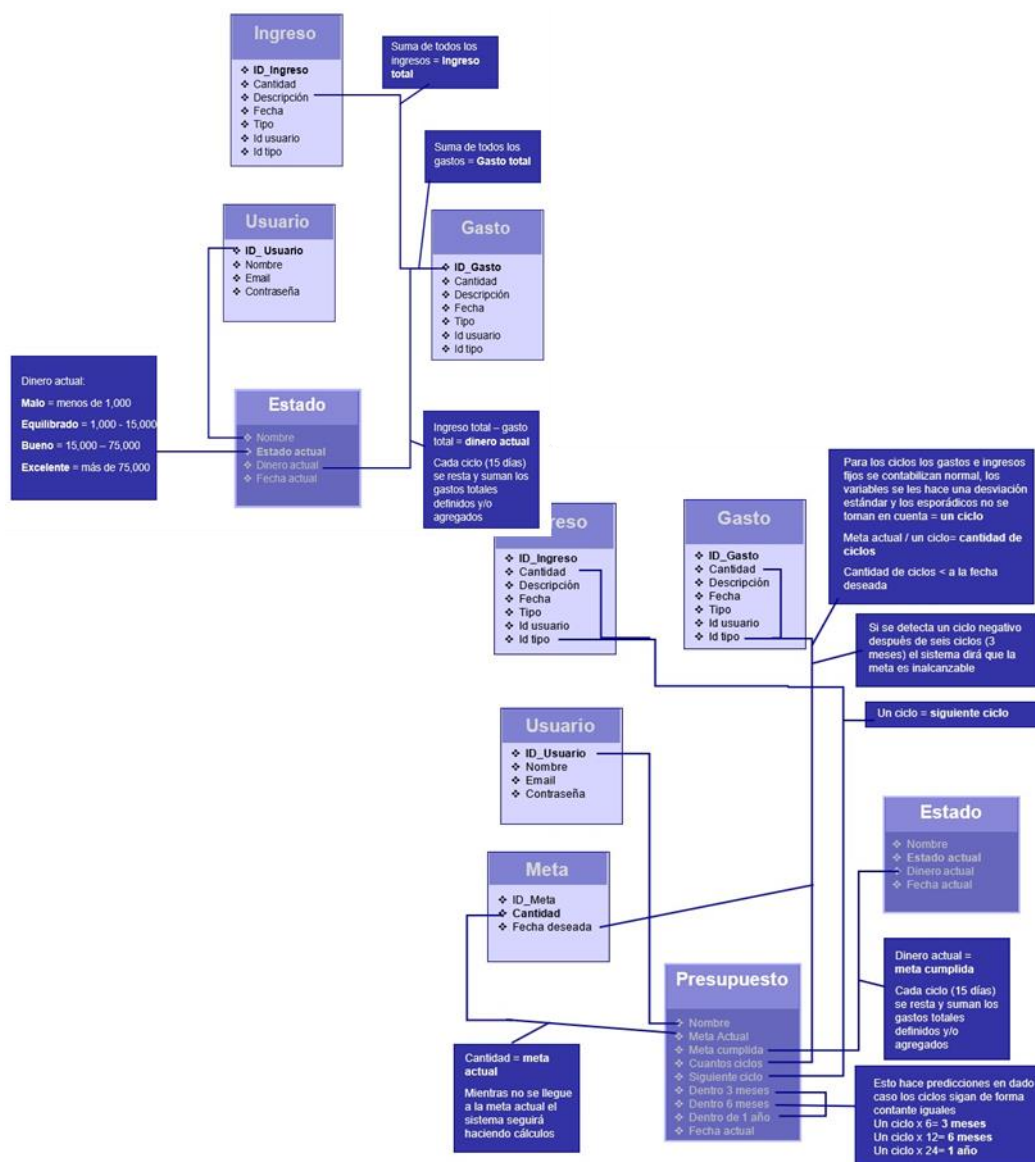 Ingreso
ID_Ingreso
Cantidad
Descripción
Fecha
Tipo
Id usuario
Id tipo
Suma de todos los
ingresos = Ingreso
total
Suma de todos los
gastos = Gasto total
Usuario
ID_ Usuario
Nombre
Email
Contraseña
Gasto
ID_Gasto
Cantidad
Descripción
Fecha
Tipo
Id usuario
Id tipo
Dinero actual:
Malo = menos de 1,000
Equilibrado = 1,000 - 15,000
Bueno = 15,000 – 75,000
Excelente = más de 75,000
Estado
Nombre
Estado actual
Dinero actual
Fecha actual
Ingreso total – gasto
total = dinero actual
Cada ciclo (15 días)
se resta y suman los
gastos totales
definidos y/o
agregados
reso
ID_Ingreso
Cantidad
Descripción
Fecha
Tipo
Id usuario
Id tipo
Gasto
ID_Gasto
Cantidad
Descripción
Fecha
Tipo
Id usuario
Id tipo
Para los ciclos los gastos e ingresos
fijos se contabilizan normal, los
variables se les hace una desviación
estándar y los esporádicos no se
toman en cuenta = un ciclo
Meta actual / un ciclo= cantidad de
ciclos
Cantidad de ciclos < a la fecha
deseada
Si se detecta un ciclo negativo
después de seis ciclos (3
meses) el sistema dirá que la
meta es inalcanzable
Un ciclo = siguiente ciclo
Usuario
ID_Usuario
Nombre
Email
Contraseña
Meta
ID_Meta
Cantidad
Fecha deseada
Estado
Nombre
Estado actual
Dinero actual
Fecha actual
Dinero actual =
meta cumplida
Cada ciclo (15 días)
se resta y suman los
gastos totales
definidos y/o
agregados
Presupuesto
Nombre
Meta Actual
Meta cumplida
Cuantos ciclos
Siguiente ciclo
Dentro 3 meses
Dentro 6 meses
Dentro de 1 año
Fecha actual
Cantidad = meta
actual
Mientras no se llegue
a la meta actual el
sistema seguirá
haciendo cálculos
Esto hace predicciones en dado
caso los ciclos sigan de forma
contante iguales
Un ciclo x 6= 3 meses
Un ciclo x 12= 6 meses
Un ciclo x 24= 1 año